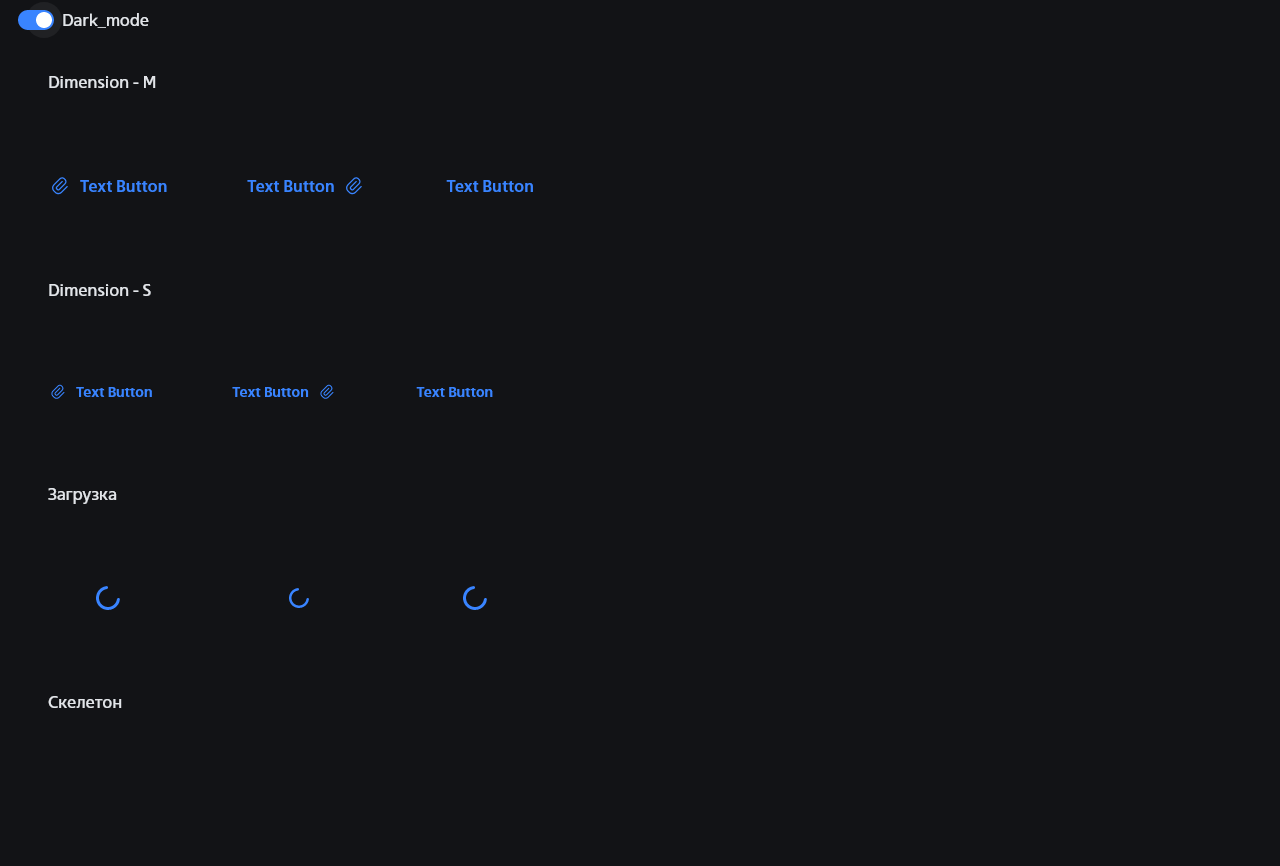 Dark_mode
Dimension - M
Text Button Text Button Text Button
Dimension - S
Text Button Text Button Text Button
Загрузка
Скелетон